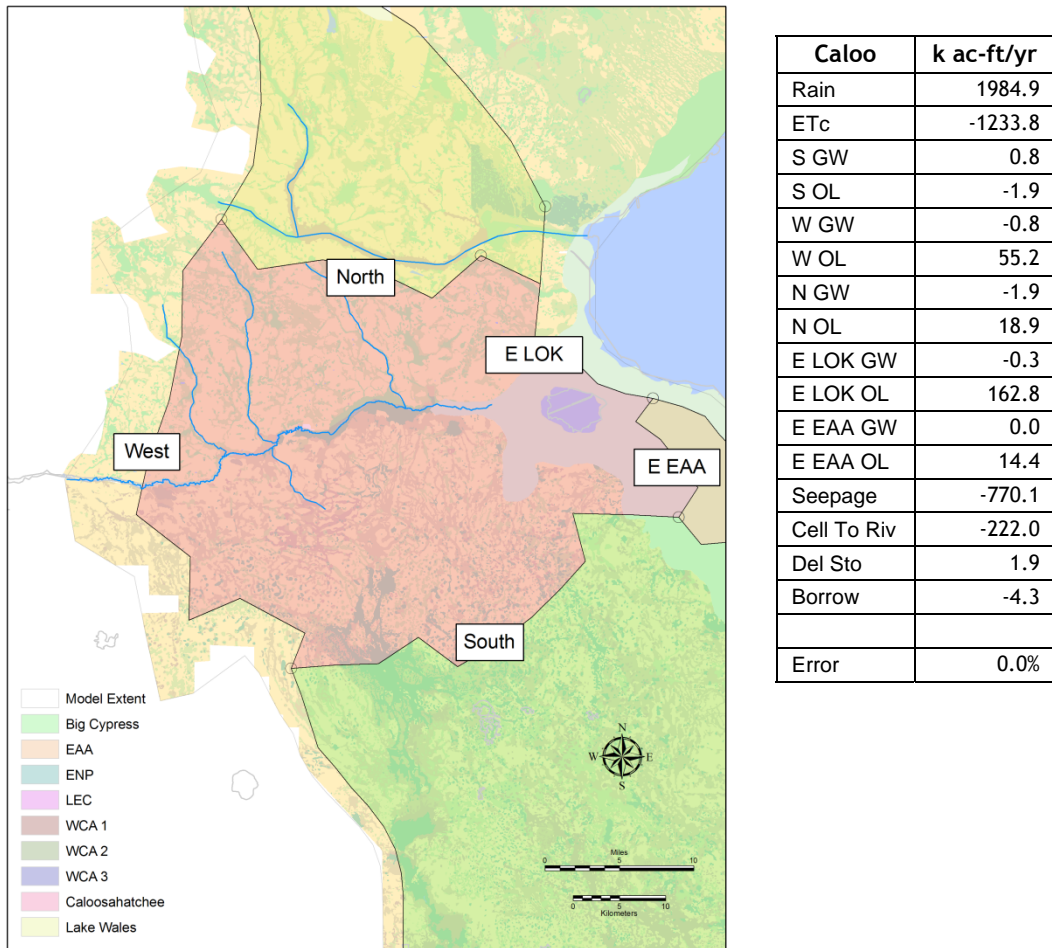 North
E LOK
West
E EAA
South
Model Extent
Big Cypress
EAA
ENP
LEC
WCA 1
WCA 2
WCA 3
Caloosahatchee
Lake Wales
N
W E
S
Miles
0 5 10
0 5 10
Kilometers
Caloo k ac-ft/yr
Rain 1984.9
ETc -1233.8
S GW 0.8
S OL -1.9
W GW -0.8
W OL 55.2
N GW -1.9
N OL 18.9
E LOK GW -0.3
E LOK OL 162.8
E EAA GW 0.0
E EAA OL 14.4
Seepage -770.1
Cell To Riv -222.0
Del Sto 1.9
Borrow -4.3
Error 0.0%